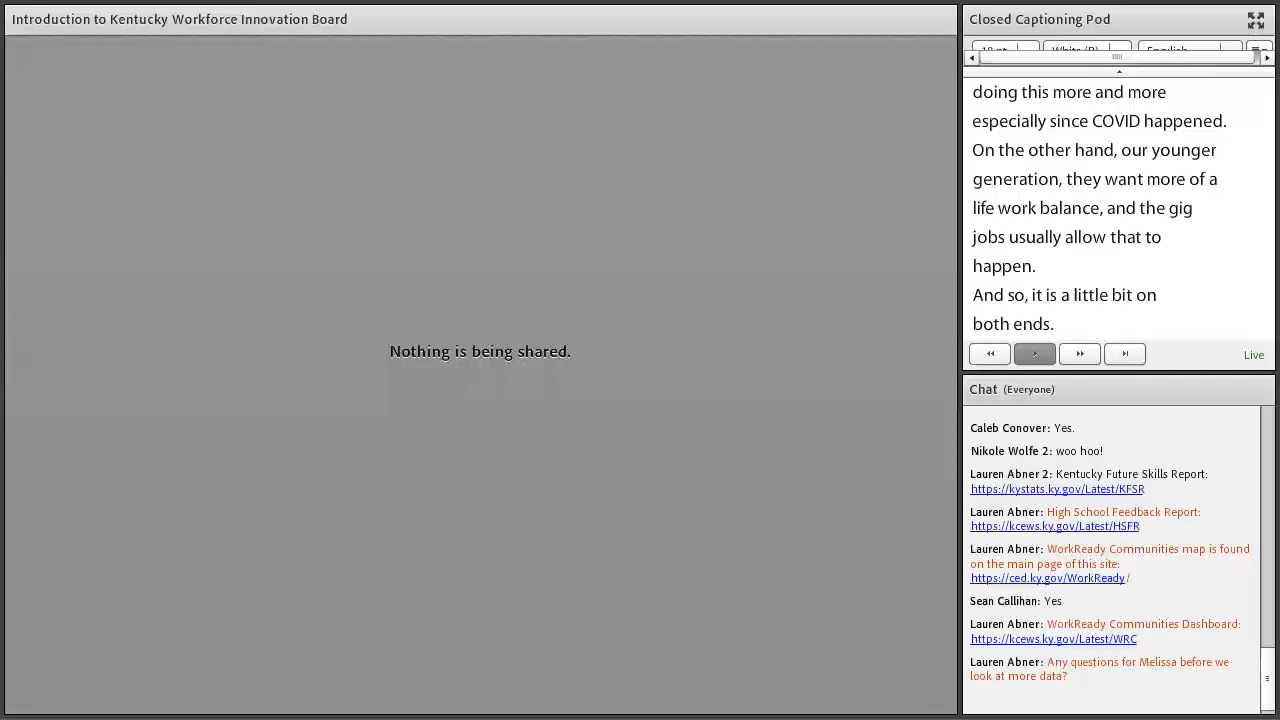 Introduction to Kentucky Workforce Innovation Board
Nothing is being shared.
Closed Captioning Pod
18 pt
White (B)
English
doing this more and more
especially since COVID happened.
On the other hand, our younger
generation, they want more of a
life work balance, and the gig
jobs usually allow that to
happen.
And so, it is a little bit on
both ends.
Live
Chat (Everyone)
Caleb Conover: Yes.
Nikole Wolfe 2: woo hoo!
Lauren Abner 2: Kentucky Future Skills Report:
https://kystats.ky.gov/Latest/KFSR
Lauren Abner: High School Feedback Report:
https://kcews.ky.gov/Latest/HSFR
Lauren Abner: WorkReady Communities map is found
on the main page of this site:
https://ced.ky.gov/WorkReady/
Sean Callihan: Yes
Lauren Abner: WorkReady Communities Dashboard:
https://kcews.ky.gov/Latest/WRC
Lauren Abner: Any questions for Melissa before we
look at more data?